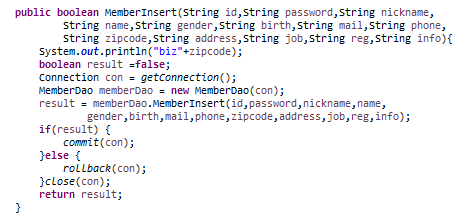 public boolean MemberInsert(String id,String password,String nickname,
String name,String gender,String birth,String mail,String phone,
String zipcode,String address,String job,String reg,String info){
System.out.println("biz"+zipcode);
boolean result =false;
Connection con = getConnection();
MemberDao memberDao = new MemberDao(con);
result = memberDao.MemberInsert(id,password,nickname,name,
gender,birth,mail,phone,zipcode,address,job,reg,info);
if(result) {
commit(con);
}else {
rollback(con);
}close(con);
return result;
}